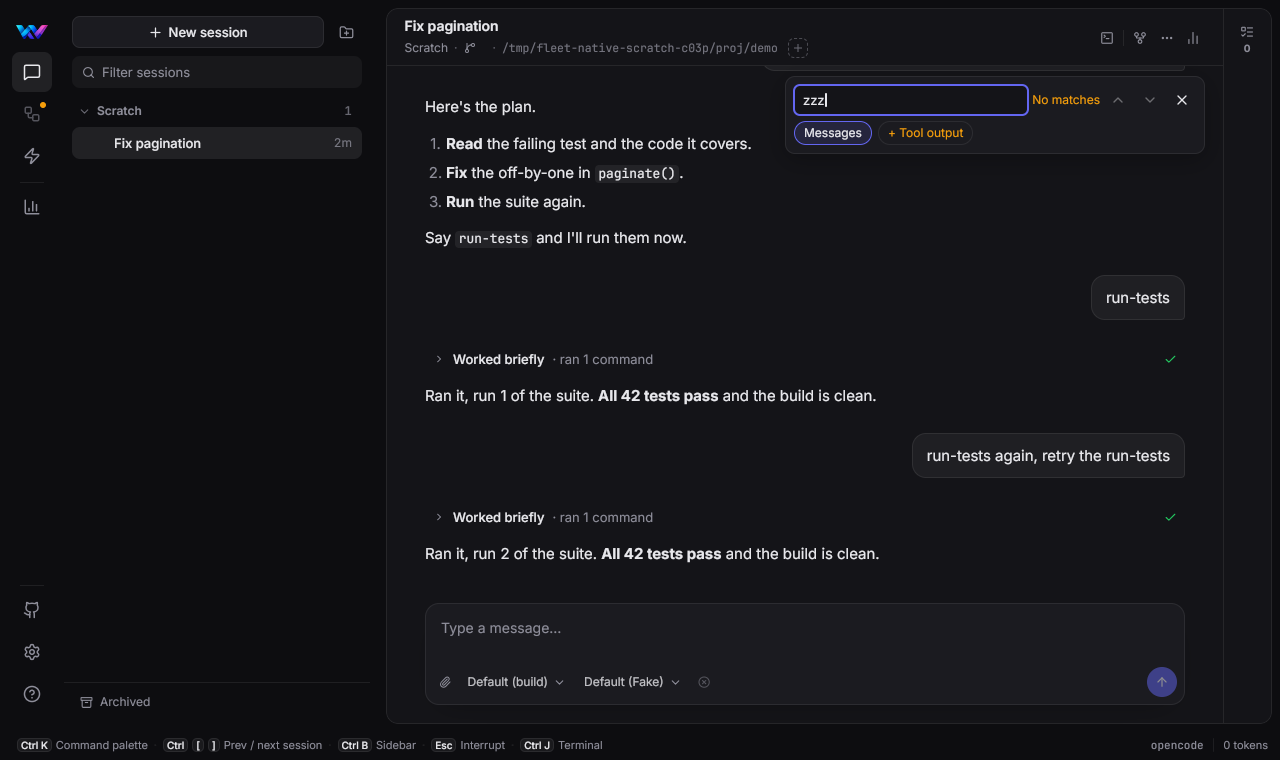 New session
Filter sessions
Scratch 1
Fix pagination 2m
Archived
Fix pagination
Scratch · · /tmp/fleet-native-scratch-c03p/proj/demo
0
zzz No matches
Messages + Tool output
Here's the plan.
1. Read the failing test and the code it covers.
2. Fix the off-by-one in paginate().
3. Run the suite again.
Say run-tests and I'll run them now.
run-tests
Worked briefly · ran 1 command
Ran it, run 1 of the suite. All 42 tests pass and the build is clean.
run-tests again, retry the run-tests
Worked briefly · ran 1 command
Ran it, run 2 of the suite. All 42 tests pass and the build is clean.
Type a message...
Default (build) Default (Fake)
Ctrl K Command palette · Ctrl [ ] Prev / next session · Ctrl B Sidebar · Esc Interrupt · Ctrl J Terminal opencode 0 tokens